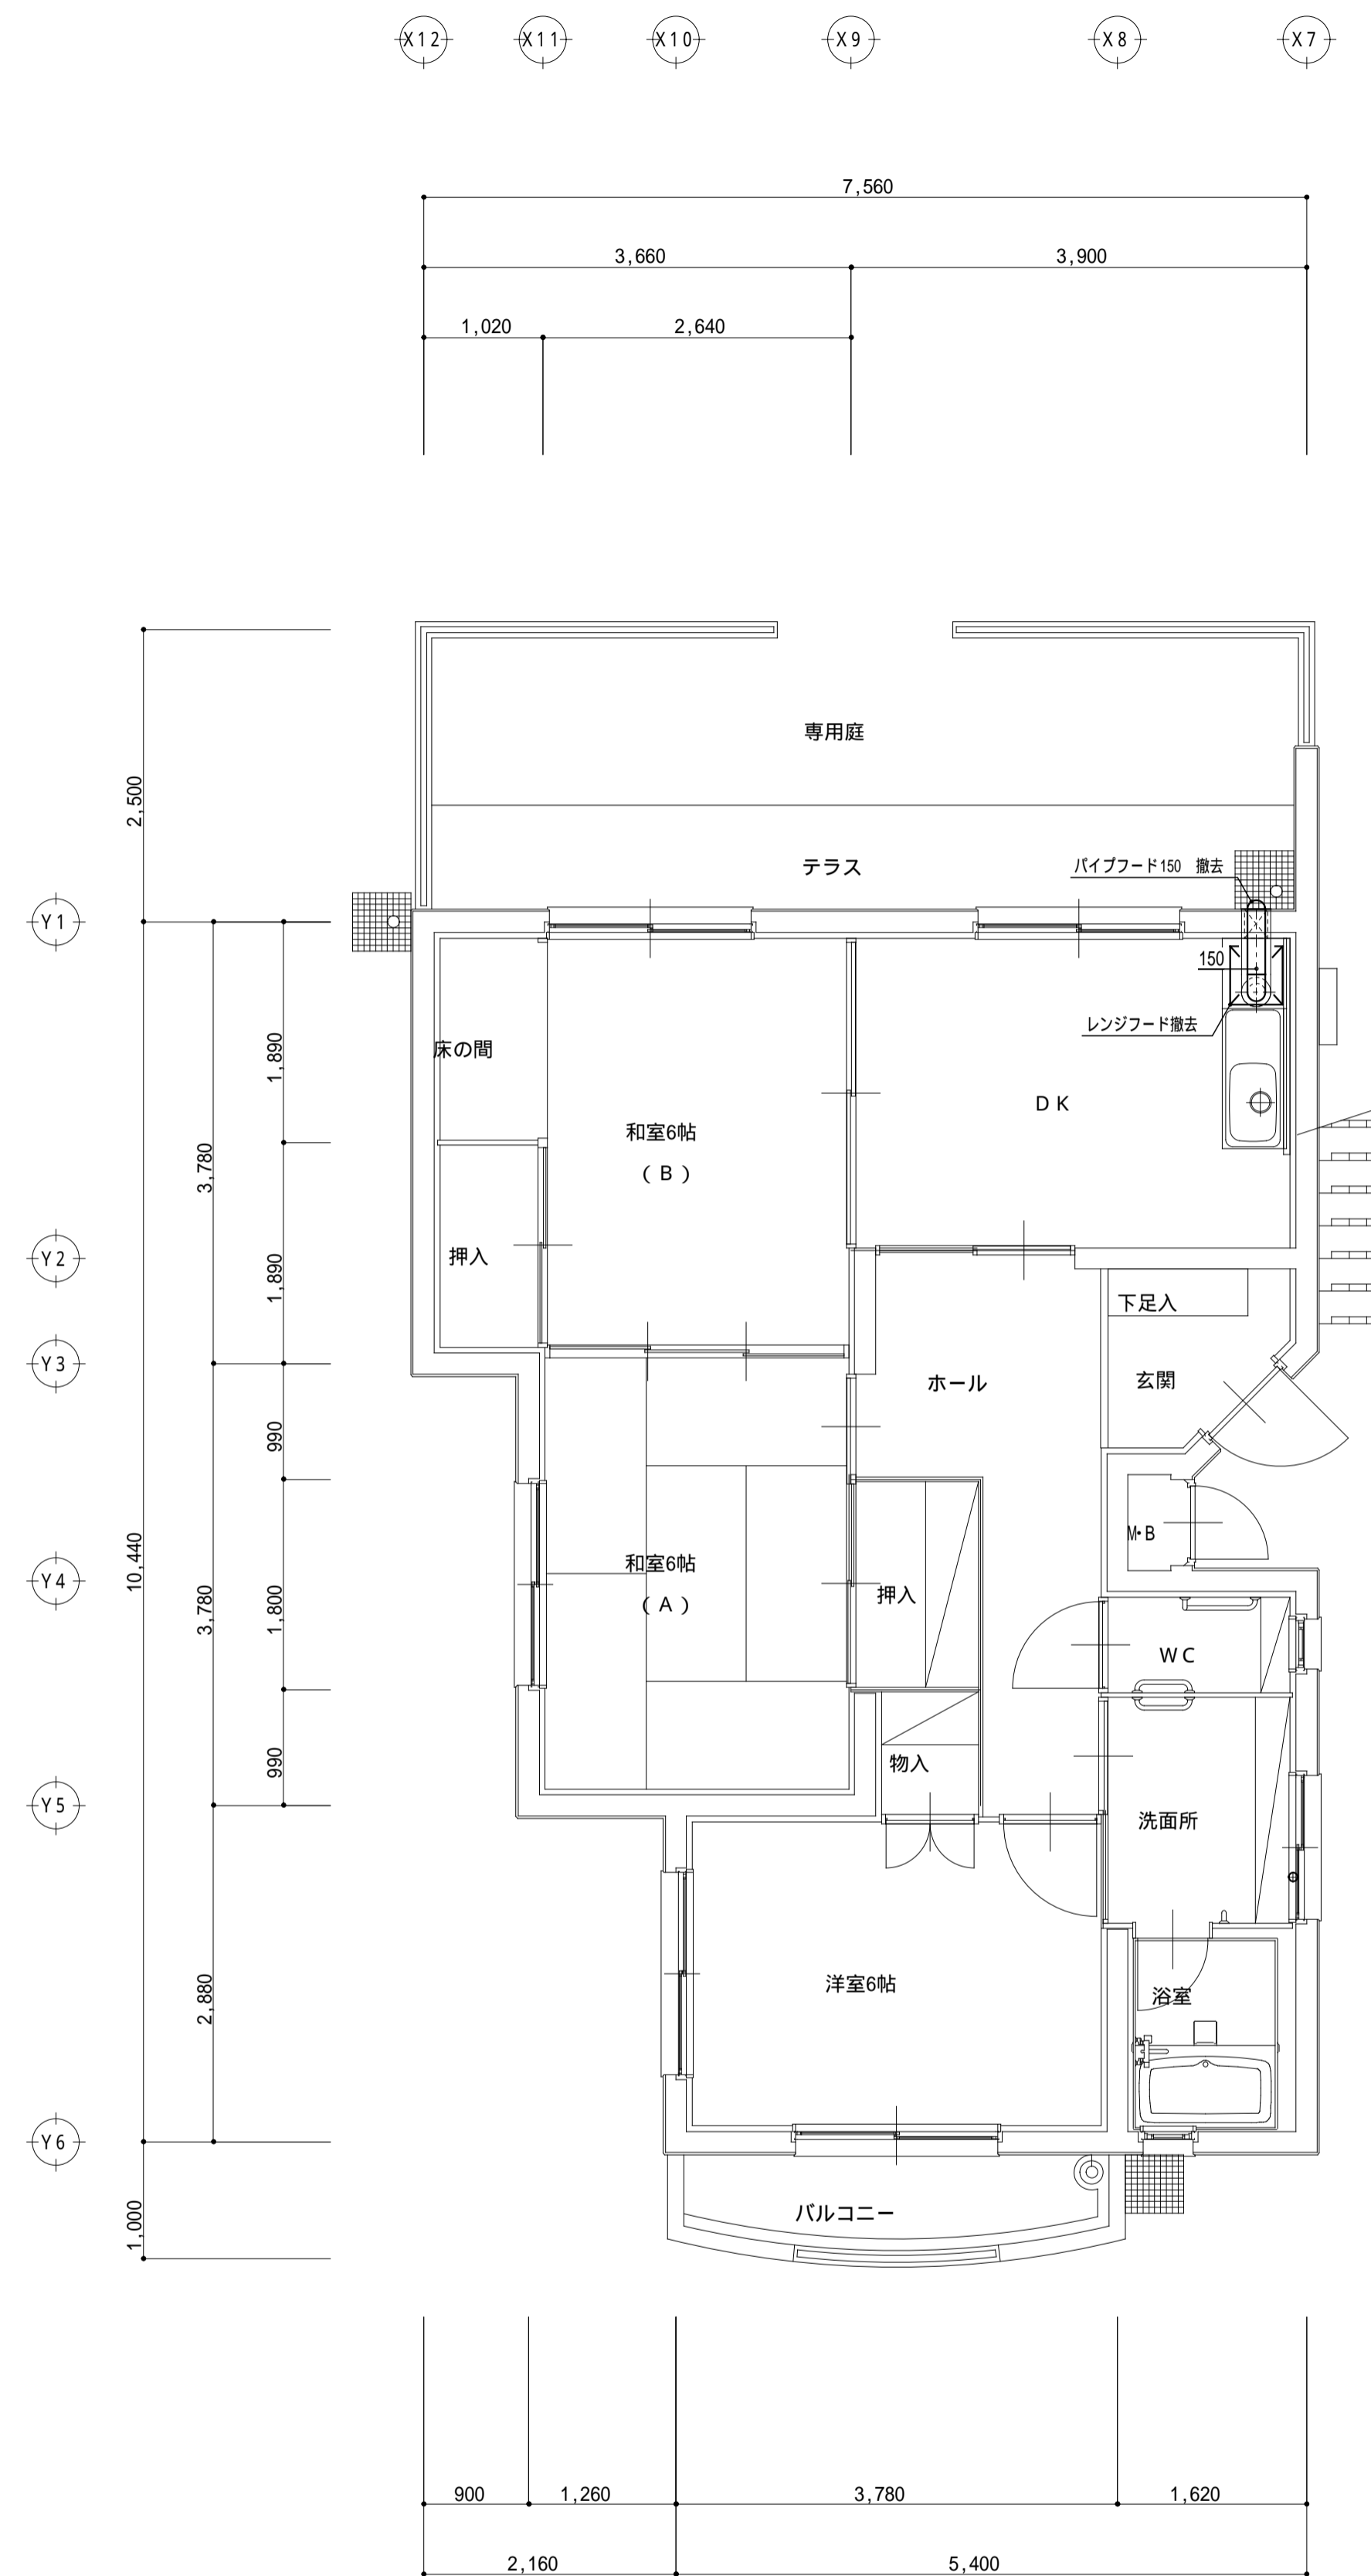 X12
X11
X10
X9
X8
X7
7,560
3,660
3,900
1,020
2,640
専用庭
2,500
テラス
パイプフード150 撤去
Y1
150
レンジフード撤去
床の間
1,890
DK
和室6帖
(B)
3,780
Y2
押入
1,890
下足入
Y3
ホール
玄関
990
M・B
10,440
和室6帖
Y4
(A)
押入
3,780
1,800
WC
990
物入
Y5
洗面所
洋室6帖
2,880
浴室
Y6
バルコニー
1,000
900
1,260
3,780
1,620
2,160
5,400